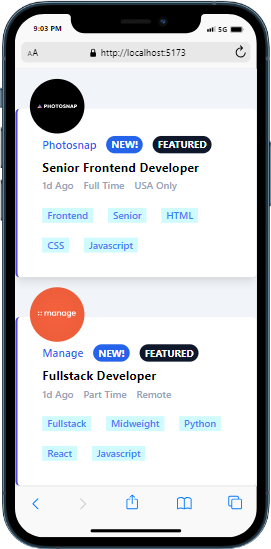 9:03 PM 5G
AA http://localhost:5173
PHOTOSNAP
Photosnap NEW! FEATURED
Senior Frontend Developer
1d Ago Full Time USA Only
Frontend Senior HTML
CSS Javascript
manage
Manage NEW! FEATURED
Fullstack Developer
1d Ago Part Time Remote
Fullstack Midweight Python
React Javascript